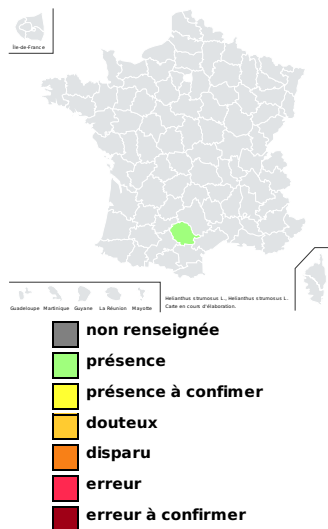 Île-de-France
Guadeloupe Martinique Guyane La Réunion Mayotte
Helianthus strumosus L., Helianthus strumosus L.
Carte en cours d'élaboration.
non renseignée
présence
présence à confimer
douteux
disparu
erreur
erreur à confirmer